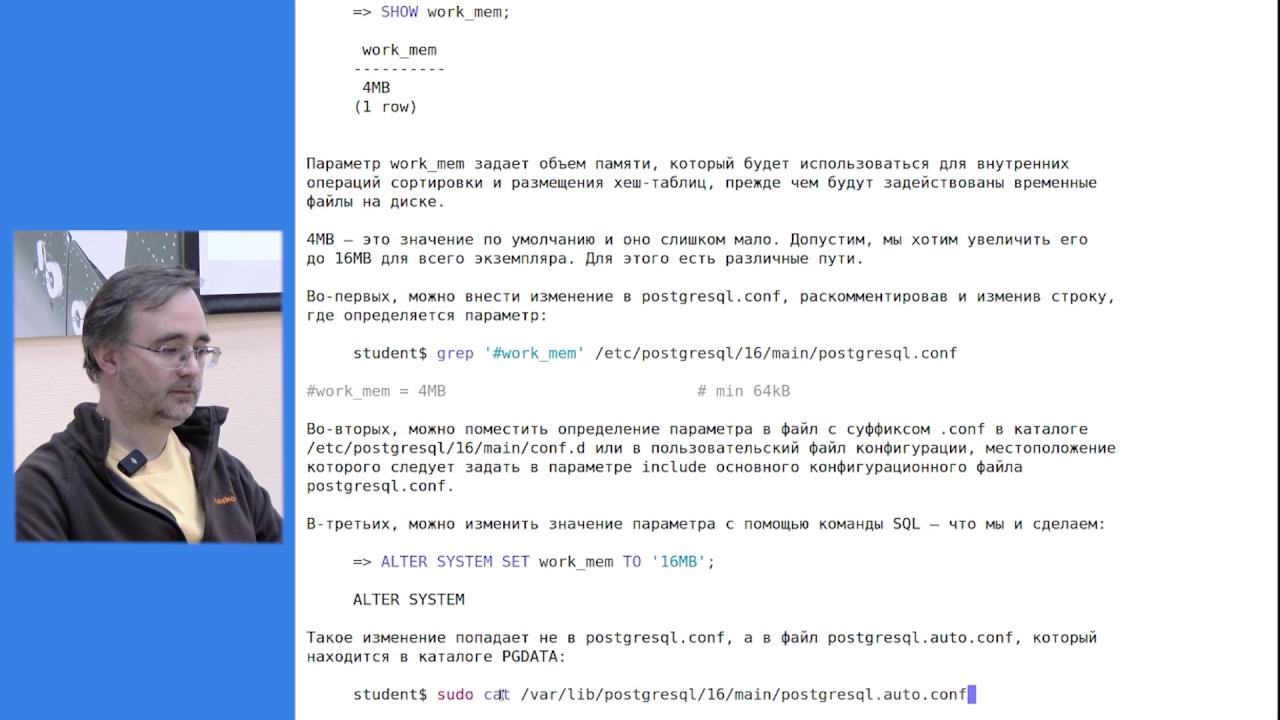 => SHOW work_mem;
work_mem
----------
4MB
(1 row)
Параметр work_mem задает объем памяти, который будет использоваться для внутренних
операций сортировки и размещения хеш-таблиц, прежде чем будут задействованы временные
файлы на диске.
4MB — это значение по умолчанию и оно слишком мало. Допустим, мы хотим увеличить его
до 16MB для всего экземпляра. Для этого есть различные пути.
Во-первых, можно внести изменение в postgresql.conf, раскомментировав и изменив строку,
где определяется параметр:
student$ grep '#work_mem' /etc/postgresql/16/main/postgresql.conf
#work_mem = 4MB # min 64kB
Во-вторых, можно поместить определение параметра в файл с суффиксом .conf в каталоге
/etc/postgresql/16/main/conf.d или в пользовательский файл конфигурации, местоположение
которого следует задать в параметре include основного конфигурационного файла
postgresql.conf.
В-третьих, можно изменить значение параметра с помощью команды SQL — что мы и сделаем:
=> ALTER SYSTEM SET work_mem TO '16MB';
ALTER SYSTEM
Такое изменение попадает не в postgresql.conf, а в файл postgresql.auto.conf, который
находится в каталоге PGDATA:
student$ sudo cat /var/lib/postgresql/16/main/postgresql.auto.conf